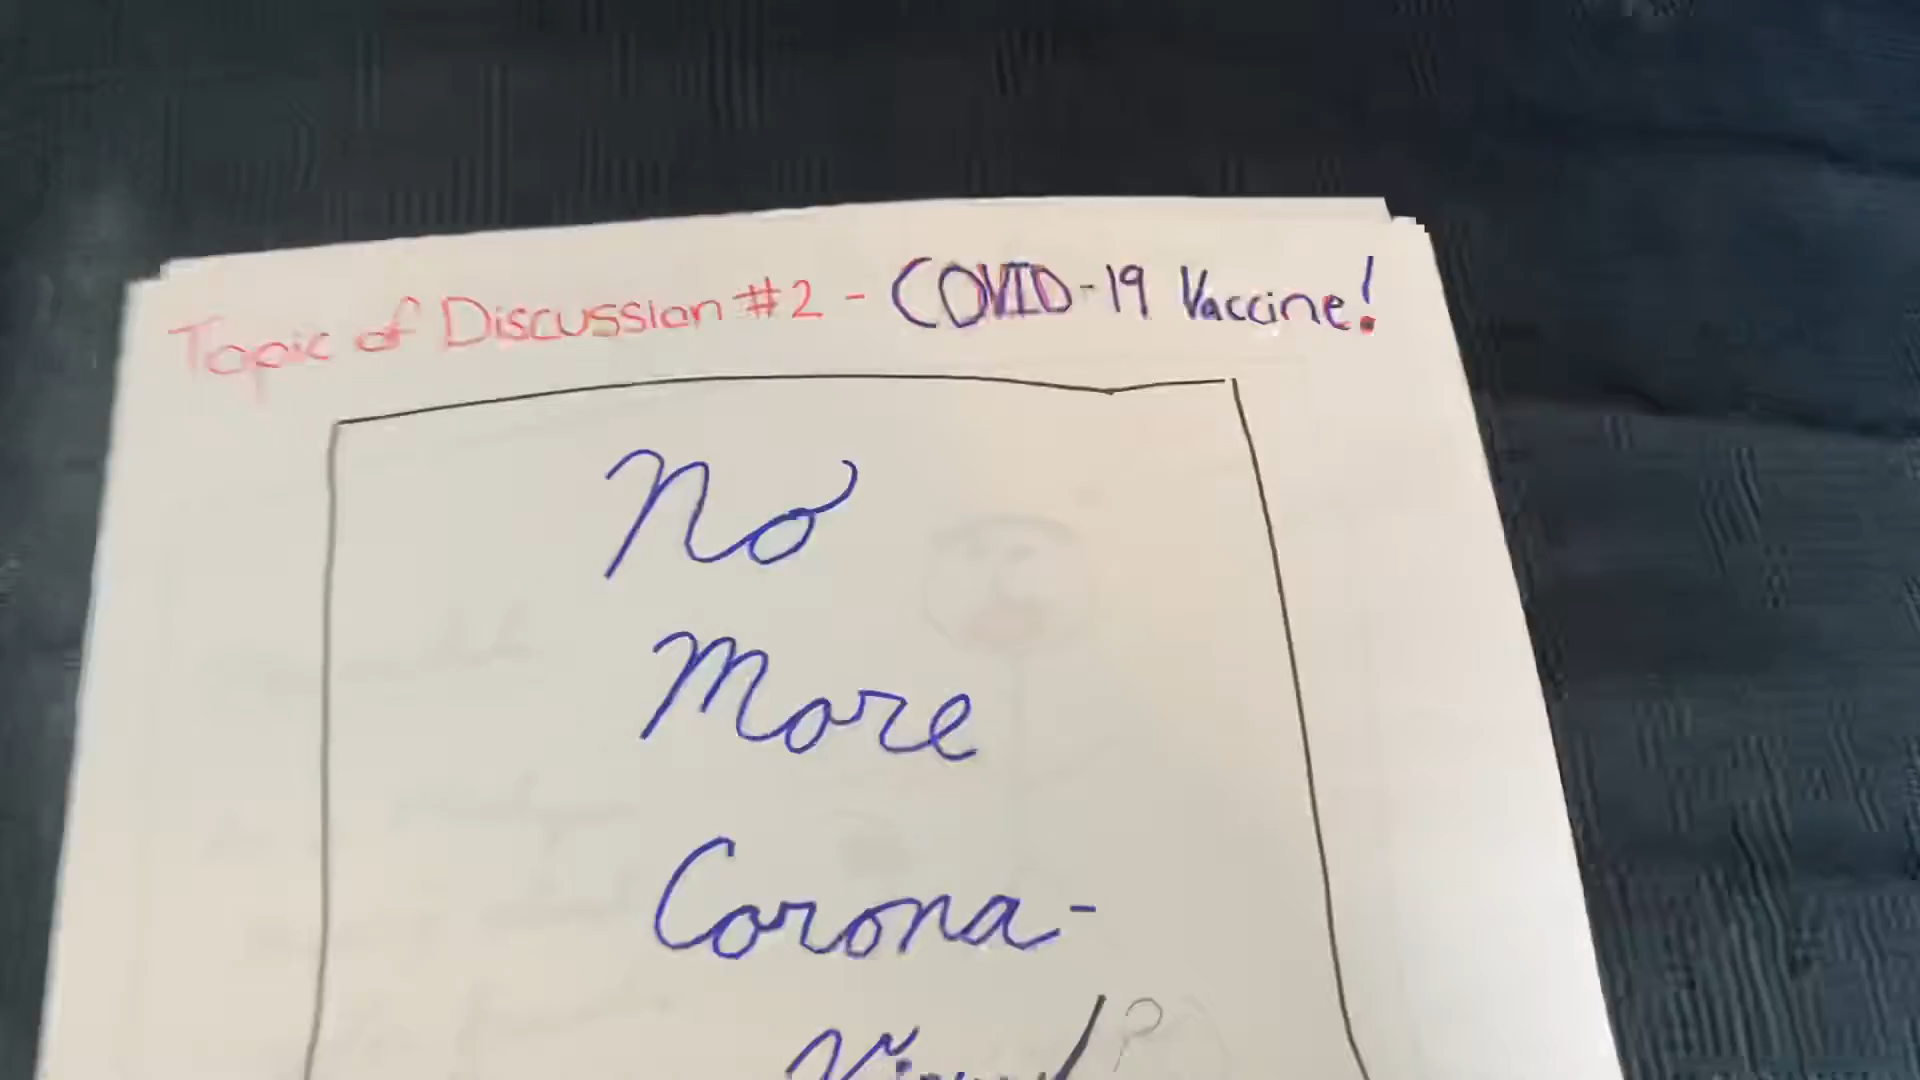 Topic of Discussion #2 - COVID-19 Vaccine!
No
More
Corona-